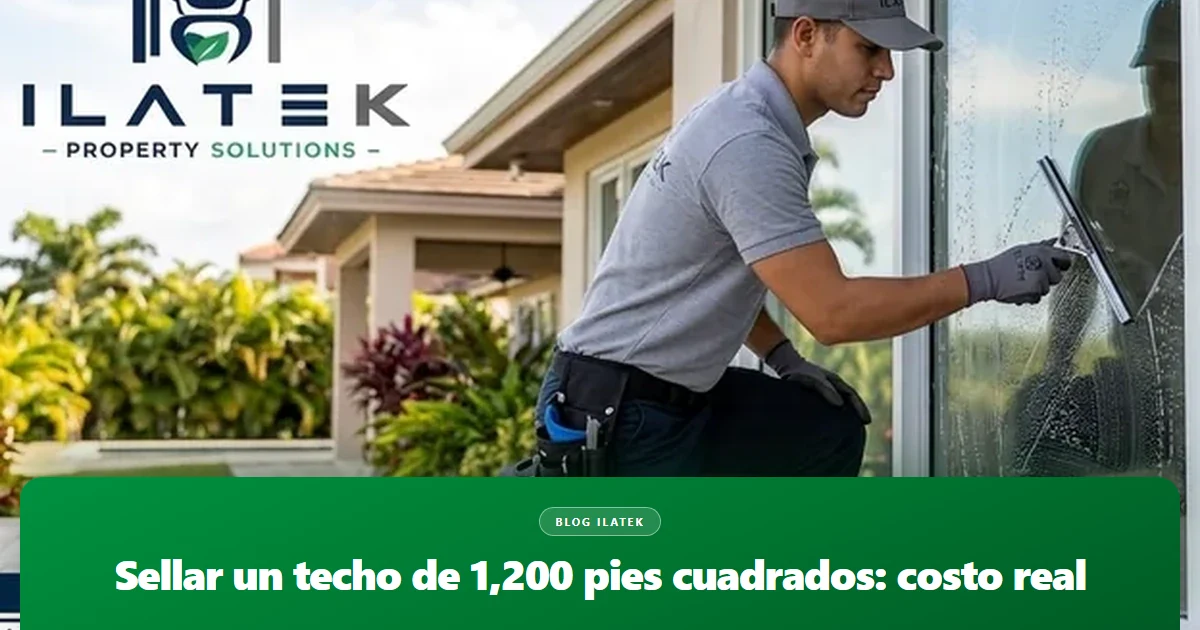 ILATEK
– PROPERTY SOLUTIONS –
BLOG ILATEK
Sellar un techo de 1,200 pies cuadrados: costo real